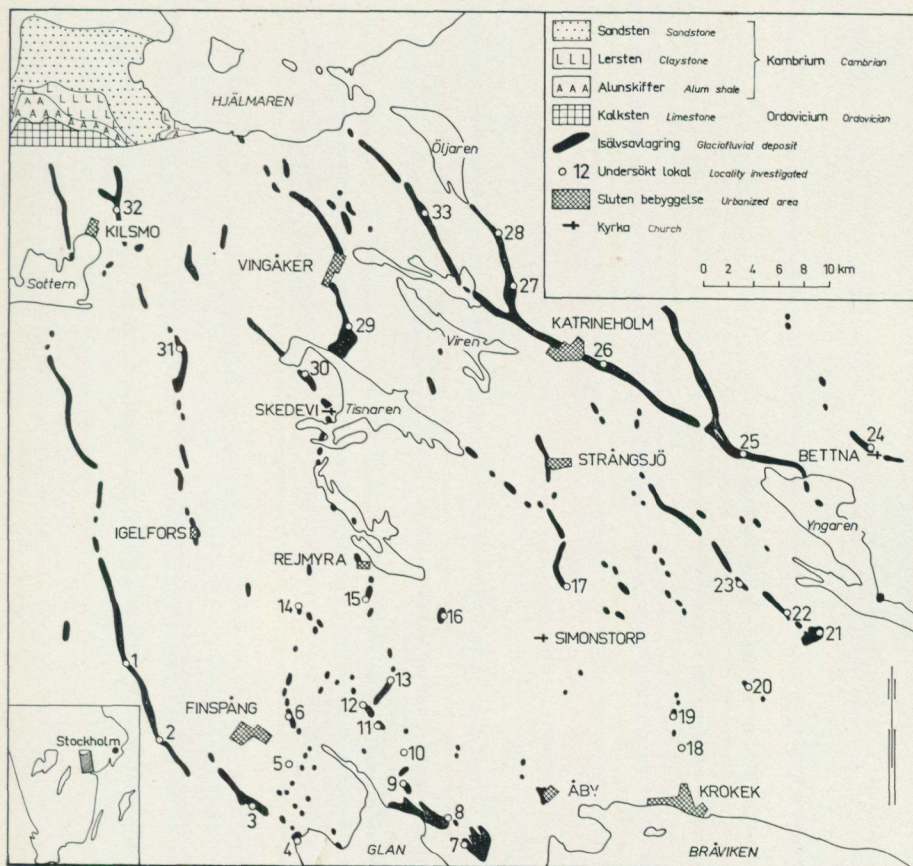 HJÄLMAREN
Öljaren
Sandsten Sandstone
Lersten Claystone
Kambrium Cambrian
Alunskiffer Alum shale
Kalksten Limestone Ordovicium Ordovician
Isälvsavlagring Glaciofluvial deposit
12 Undersökt lokal Locality investigated
Sluten bebyggelse Urbanized area
Kyrka Church
0 2 4 6 8 10 km
L L L
A A A
32
KILSMO
Sottern
33
28
VINGÅKER
27
29
Viren
KATRINEHOLM
26
31
30
SKEDEVI
Tisnaren
24
25
BETTNA
STRÅNGSJÖ
Yngaren
IGELFORS
REJMYRA
17
23
14
15
16
22
21
SIMONSTORP
1
13
20
12
FINSPÅNG
6
11
19
2
Stockholm
10
18
5
9
ÅBY
KROKEK
3
8
4
GLAN
7
BRÅVIKEN